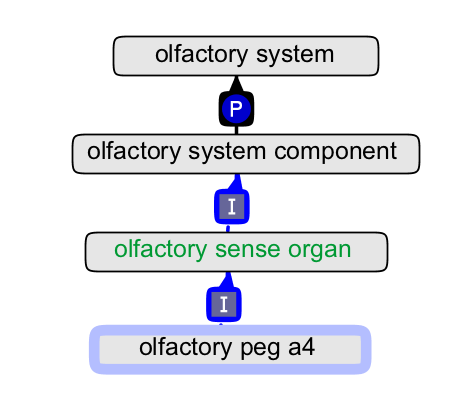 olfactory system
P
olfactory system component
I
olfactory sense organ
I
olfactory peg a4